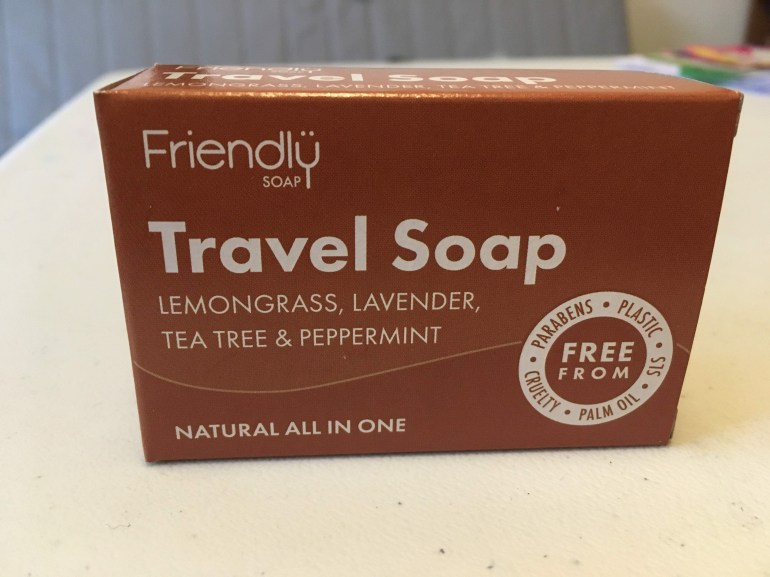 Friendly
Travel Soap
LEMONGRASS, LAVENDER, TEA TREE & PEPPERMINT
Friendlÿ
SOAP
Travel Soap
LEMONGRASS, LAVENDER,
TEA TREE & PEPPERMINT
NATURAL ALL IN ONE
FREE
FROM
PARABENS • PLASTIC • SLS • PALM OIL • CRUELTY •